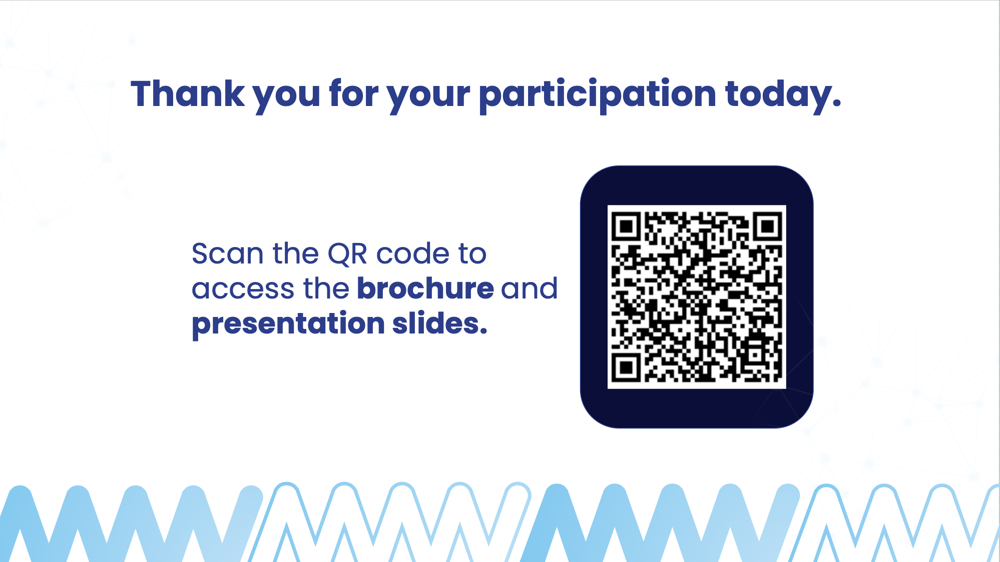 Thank you for your participation today.
Scan the QR code to
access the brochure and
presentation slides.